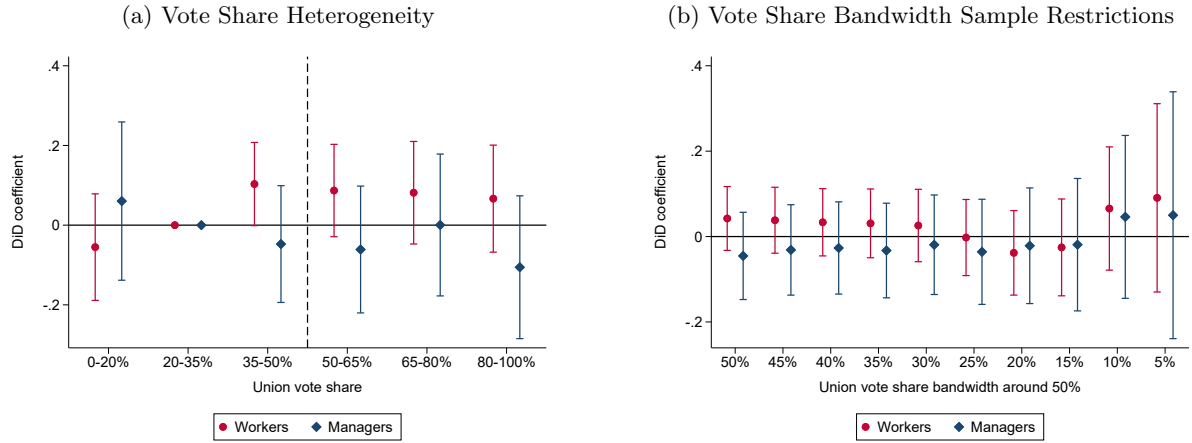 (a) Vote Share Heterogeneity
.4
.2
0
-.2
DiD coefficient
0-20% 20-35% 35-50% 50-65% 65-80% 80-100%
Union vote share
Workers Managers
(b) Vote Share Bandwidth Sample Restrictions
.4
.2
0
-.2
DiD coefficient
50% 45% 40% 35% 30% 25% 20% 15% 10% 5%
Union vote share bandwidth around 50%
Workers Managers